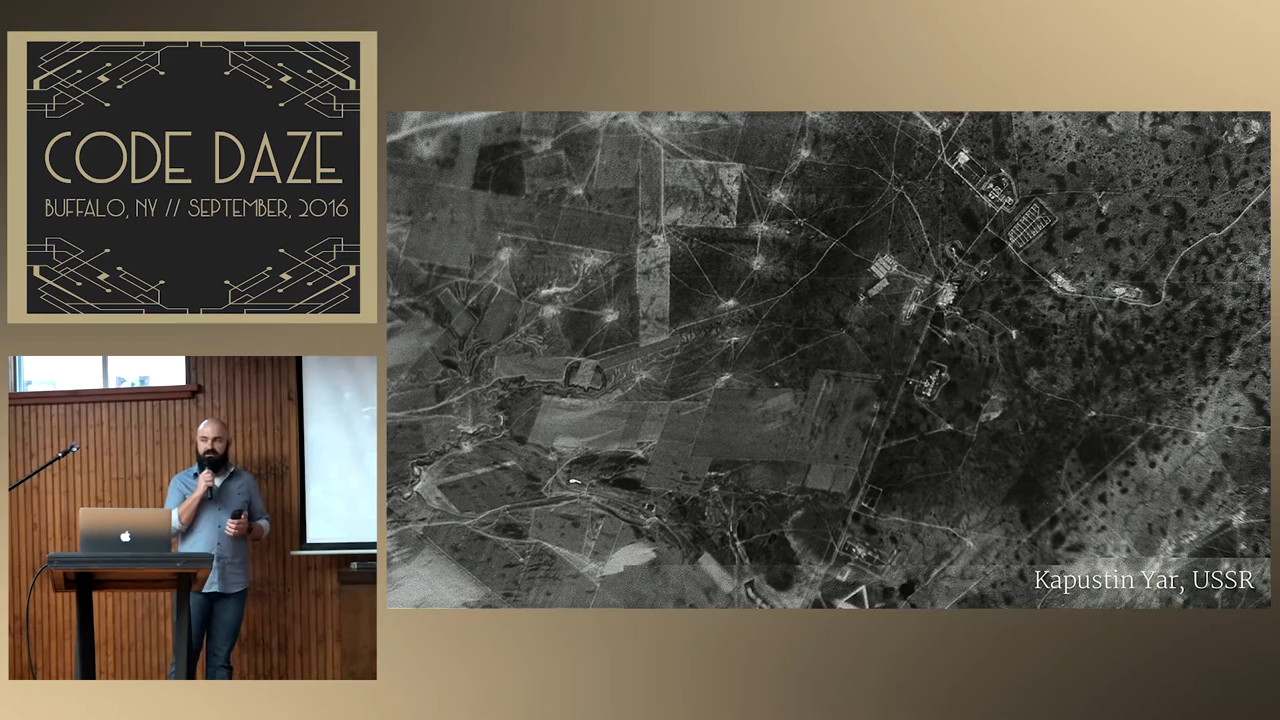 CODE DAZE
BUFFALO, NY // SEPTEMBER, 2016
Kapustin Yar, USSR